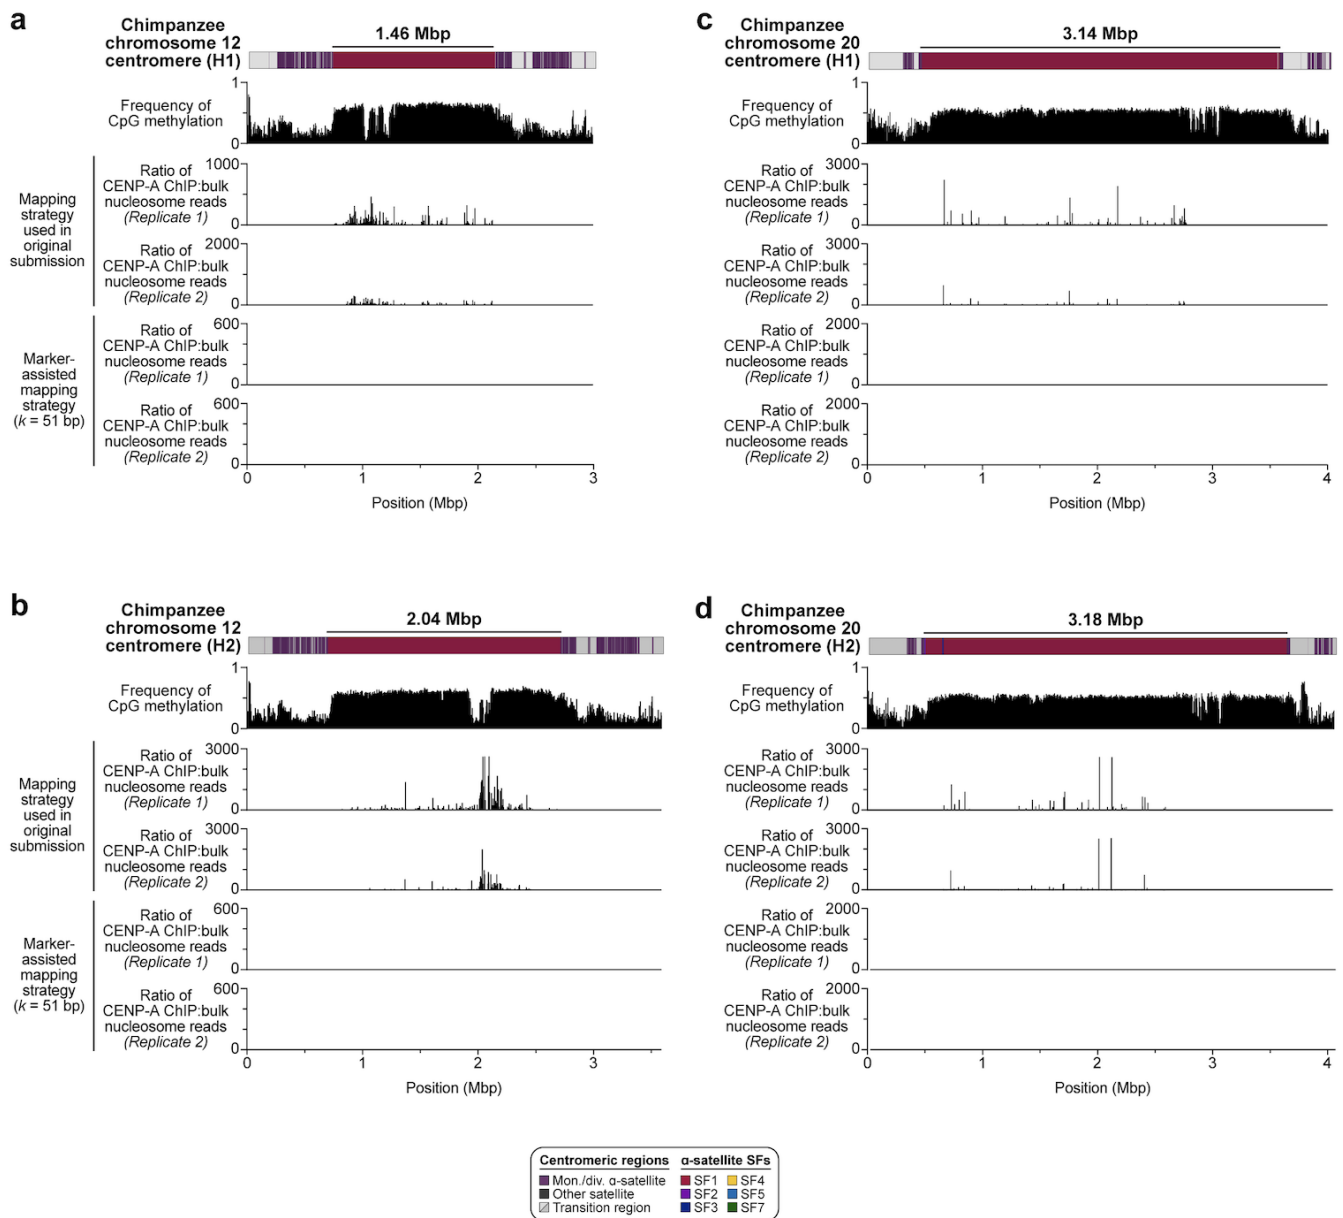 a
Chimpanzee
chromosome 12
centromere (H1)
1.46 Mbp
Frequency of
CpG methylation
1
0
Mapping
strategy
used in
original
submission
Ratio of
CENP-A ChIP:bulk
nucleosome reads
(Replicate 1)
1000
0
Ratio of
CENP-A ChIP:bulk
nucleosome reads
(Replicate 2)
2000
0
Marker-
assisted
mapping
strategy
(k = 51 bp)
Ratio of
CENP-A ChIP:bulk
nucleosome reads
(Replicate 1)
600
0
Ratio of
CENP-A ChIP:bulk
nucleosome reads
(Replicate 2)
600
0
0 1 2 3
Position (Mbp)
c
Chimpanzee
chromosome 20
centromere (H1)
3.14 Mbp
Frequency of
CpG methylation
1
0
Ratio of
CENP-A ChIP:bulk
nucleosome reads
(Replicate 1)
3000
0
Ratio of
CENP-A ChIP:bulk
nucleosome reads
(Replicate 2)
3000
0
Ratio of
CENP-A ChIP:bulk
nucleosome reads
(Replicate 1)
2000
0
Ratio of
CENP-A ChIP:bulk
nucleosome reads
(Replicate 2)
2000
0
0 1 2 3 4
Position (Mbp)
b
Chimpanzee
chromosome 12
centromere (H2)
2.04 Mbp
Frequency of
CpG methylation
1
0
Mapping
strategy
used in
original
submission
Ratio of
CENP-A ChIP:bulk
nucleosome reads
(Replicate 1)
3000
0
Ratio of
CENP-A ChIP:bulk
nucleosome reads
(Replicate 2)
3000
0
Marker-
assisted
mapping
strategy
(k = 51 bp)
Ratio of
CENP-A ChIP:bulk
nucleosome reads
(Replicate 1)
600
0
Ratio of
CENP-A ChIP:bulk
nucleosome reads
(Replicate 2)
600
0
0 1 2 3
Position (Mbp)
d
Chimpanzee
chromosome 20
centromere (H2)
3.18 Mbp
Frequency of
CpG methylation
1
0
Ratio of
CENP-A ChIP:bulk
nucleosome reads
(Replicate 1)
3000
0
Ratio of
CENP-A ChIP:bulk
nucleosome reads
(Replicate 2)
3000
0
Ratio of
CENP-A ChIP:bulk
nucleosome reads
(Replicate 1)
2000
0
Ratio of
CENP-A ChIP:bulk
nucleosome reads
(Replicate 2)
2000
0
0 1 2 3 4
Position (Mbp)
Centromeric regions
Mon./div. α-satellite
Other satellite
Transition region
α-satellite SFs
SF1 SF4
SF2 SF5
SF3 SF7